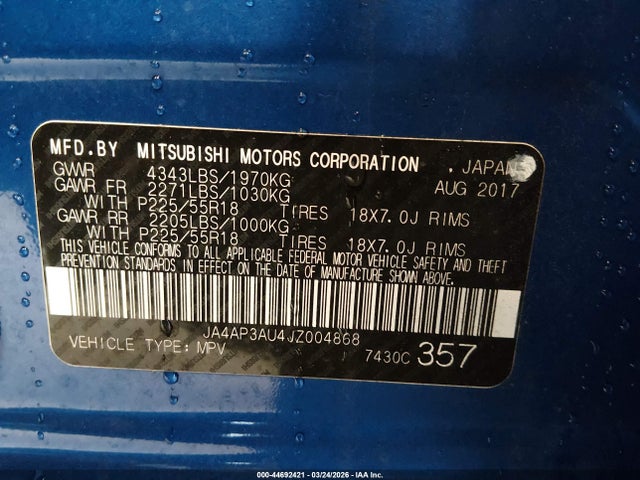 MFD.BY MITSUBISHI MOTORS CORPORATION , JAPAN
GVWR 4343LBS/1970KG AUG 2017
GAWR FR 2271LBS/1030KG
WITH P225/55R18 TIRES 18X7.0J RIMS
GAWR RR 2205LBS/1000KG
WITH P225/55R18 TIRES 18X7.0J RIMS
THIS VEHICLE CONFORMS TO ALL APPLICABLE FEDERAL MOTOR VEHICLE SAFETY AND THEFT
PREVENTION STANDARDS IN EFFECT ON THE DATE OF MANUFACTURE SHOWN ABOVE.
JA4AP3AU4JZ004868
VEHICLE TYPE: MPV J 7430C 357
000-44692421 - 03/24/2026 - IAA Inc.